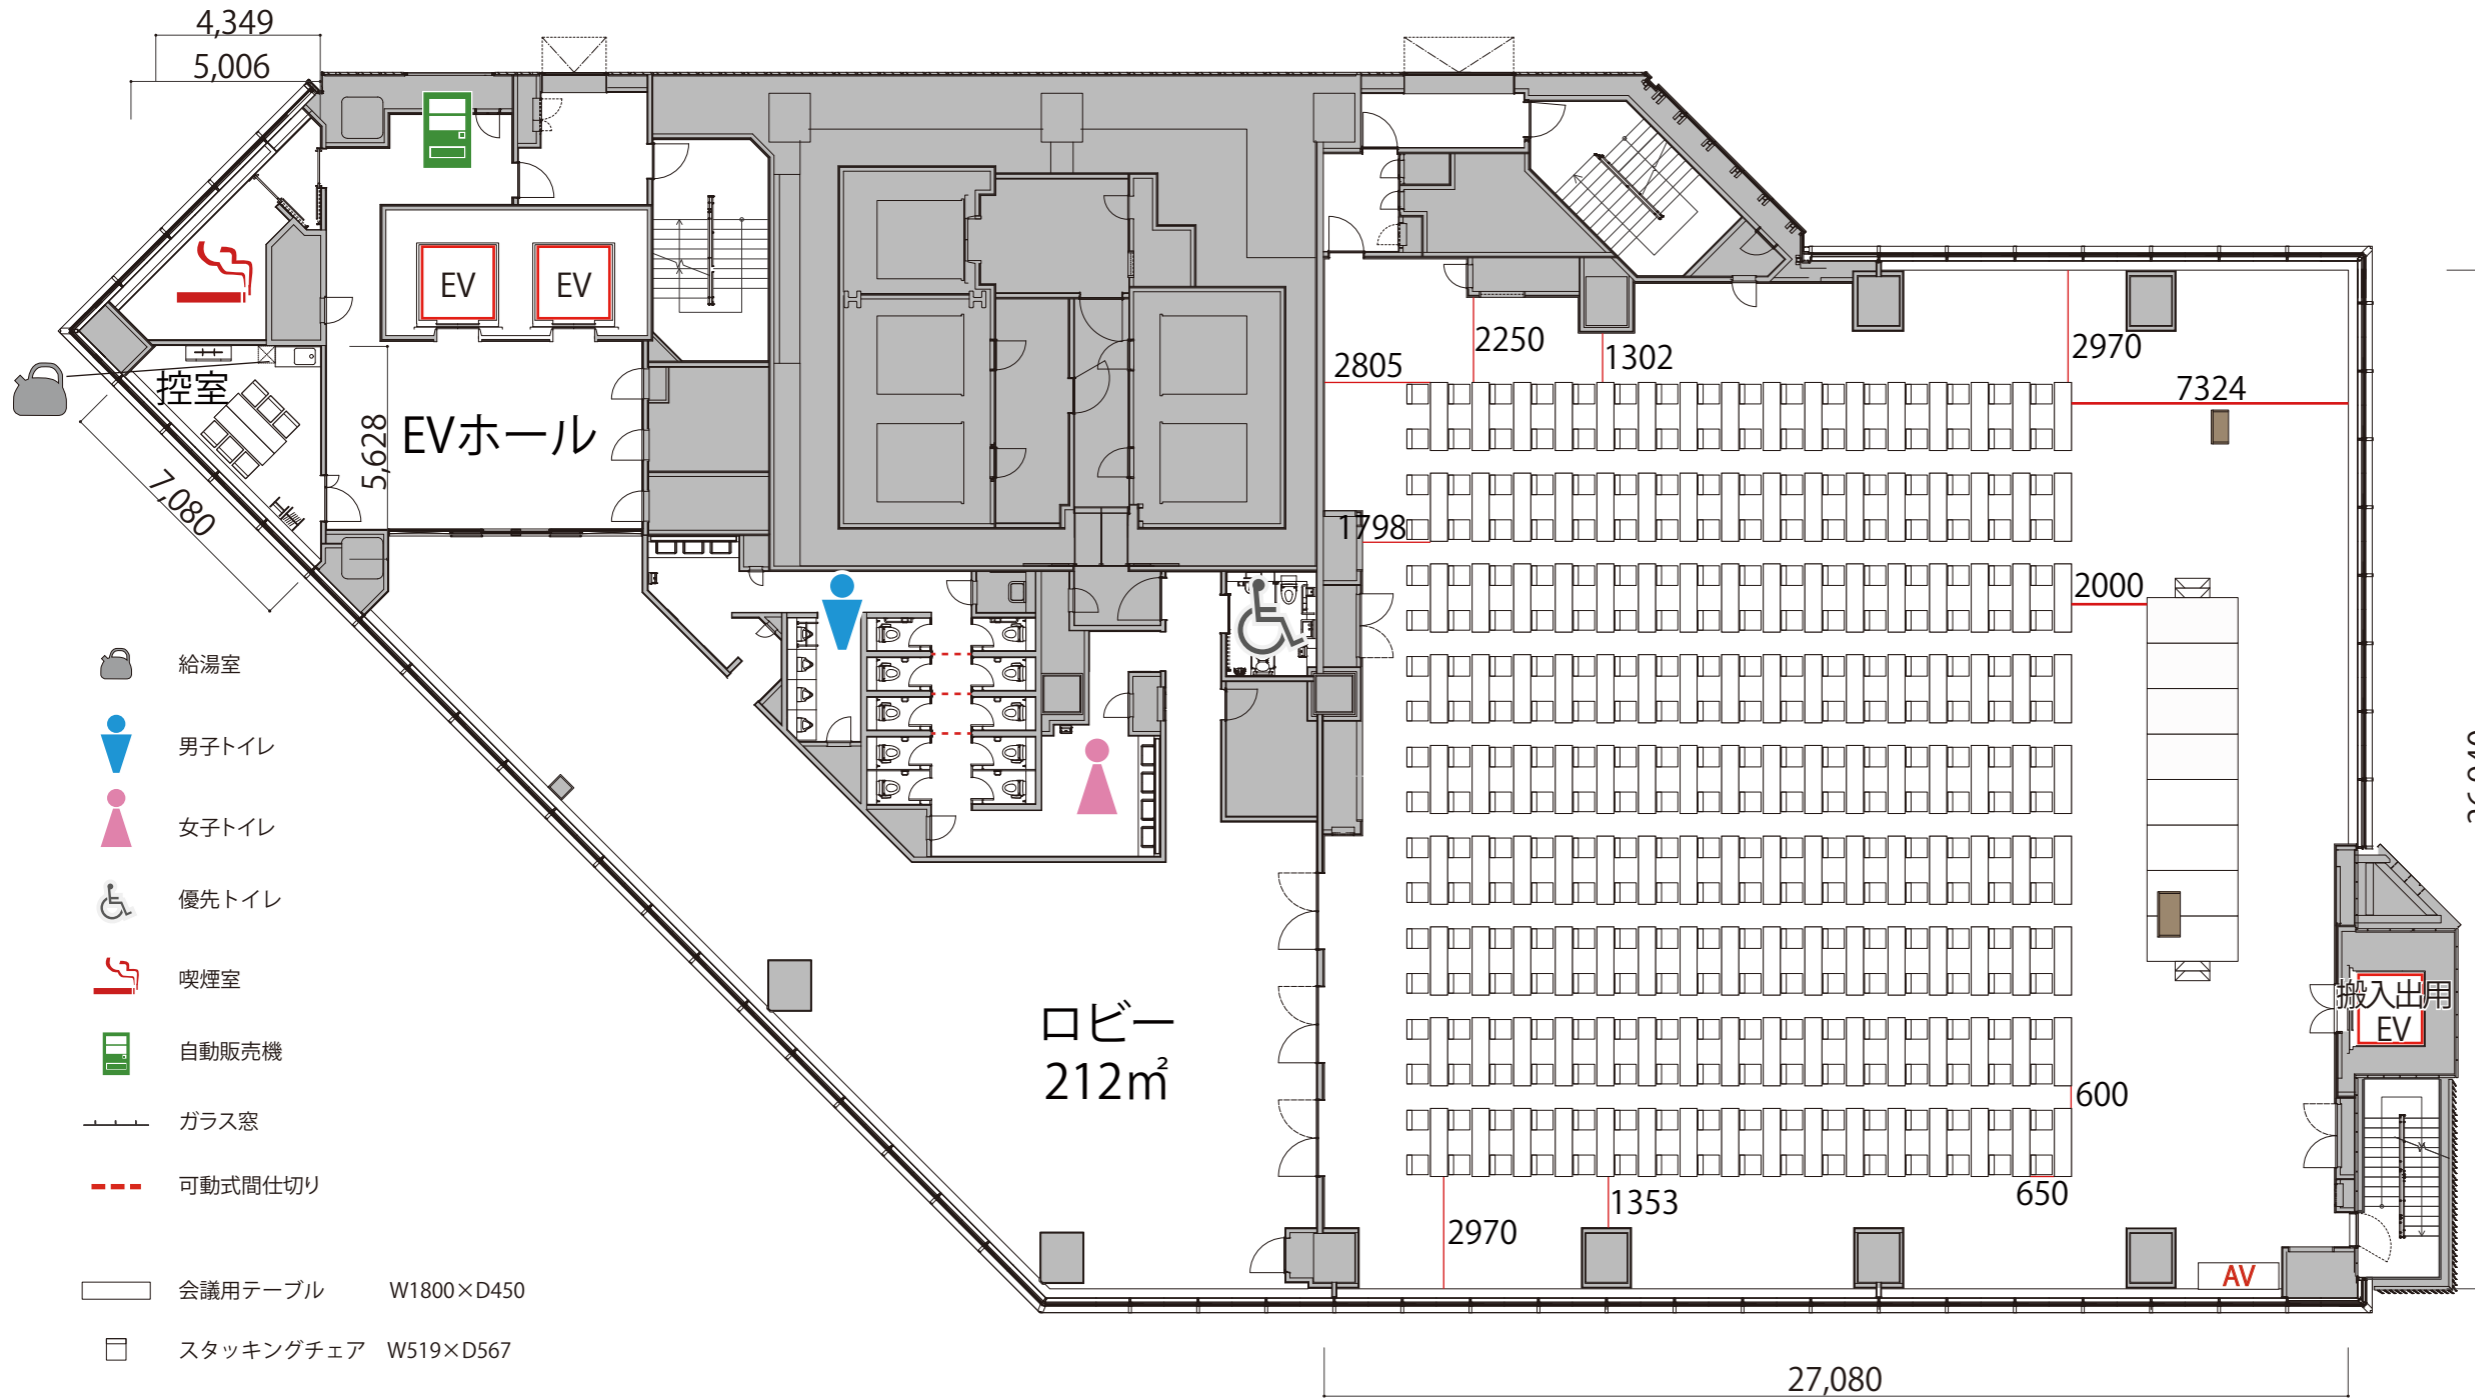 4,349
5,006
EV
EV
2250
1302
2970
2805
7324
控室
EVホール
5,628
7,080
1798
2000
給湯室
男子トイレ
女子トイレ
優先トイレ
喫煙室
自動販売機
ガラス窓
可動式間仕切り
会議用テーブル W1800×D450
スタッキングチェア W519×D567
ロビー
212㎡
搬入出用
EV
600
650
1353
2970
AV
27,080